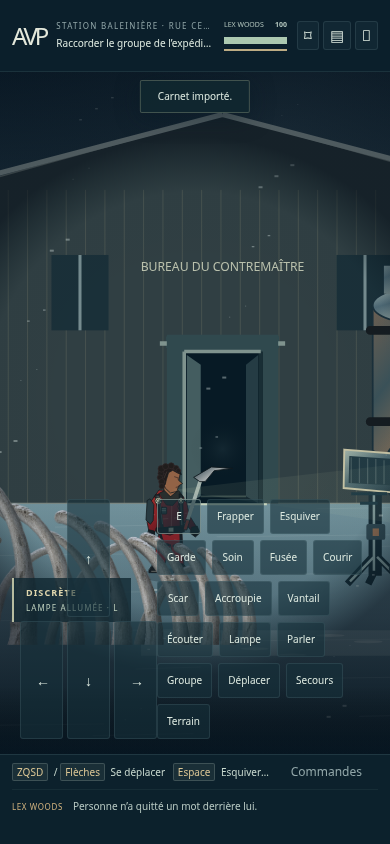 AVP
STATION BALEINIÈRE · RUE CE…
Raccorder le groupe de l'expédi…
LEX WOODS 100
Carnet importé.
BUREAU DU CONTREMAÎTRE
E Frapper Esquiver
Garde Soin Fusée Courir
↑
Scar Accroupie Vantail
DISCRÈTE
LAMPE ALLUMÉE · L
Écouter Lampe Parler
← ↓ →
Groupe Déplacer Secours
Terrain
ZQSD / Flèches Se déplacer Espace Esquiver… Commandes
LEX WOODS Personne n'a quitté un mot derrière lui.